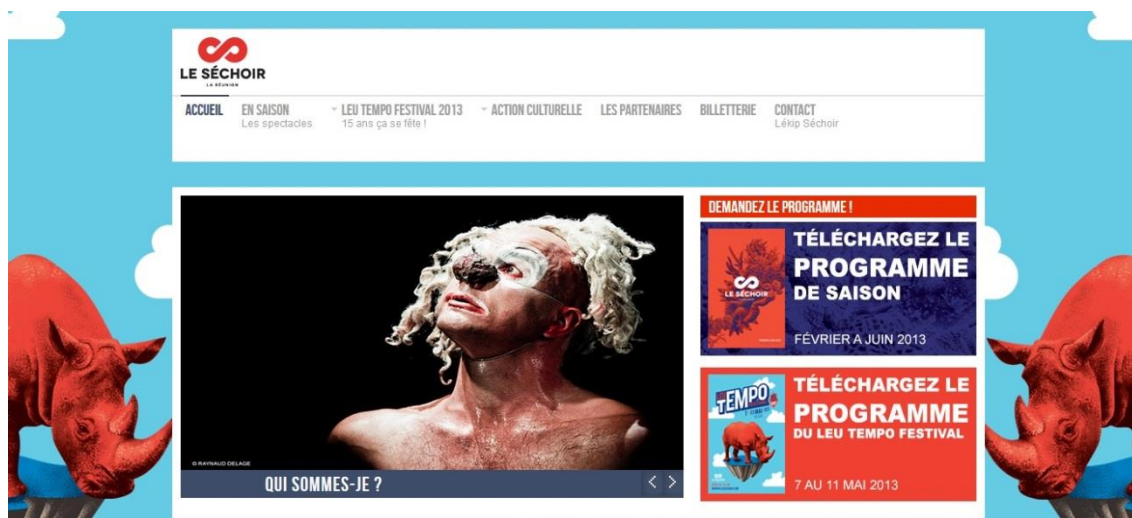 LE SÉCHOIR
LA RÉUNION
ACCUEIL
EN SAISON
Les spectacles
LEU TEMPO FESTIVAL 2013
15 ans ça se fête !
ACTION CULTURELLE
LES PARTENAIRES
BILLETTERIE
CONTACT
Lékip Séchoir
© RAYNAUD DELAGE
QUI SOMMES-JE ?
DEMANDEZ LE PROGRAMME !
LE SÉCHOIR
TÉLÉCHARGEZ LE
PROGRAMME
DE SAISON
FÉVRIER A JUIN 2013
TEMPO
TÉLÉCHARGEZ LE
PROGRAMME
DU LEU TEMPO FESTIVAL
7 AU 11 MAI 2013